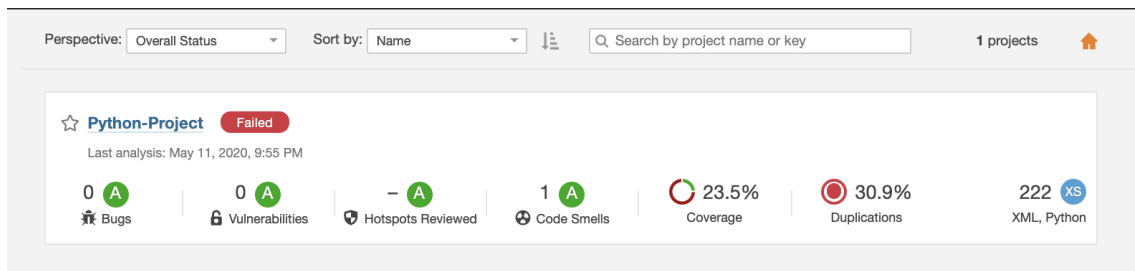 Perspective: Overall Status Sort by: Name Search by project name or key 1 projects
Python-Project Failed
Last analysis: May 11, 2020, 9:55 PM
0 A 0 A – A 1 A 23.5% 30.9% 222 XS
Bugs Vulnerabilities Hotspots Reviewed Code Smells Coverage Duplications XML, Python